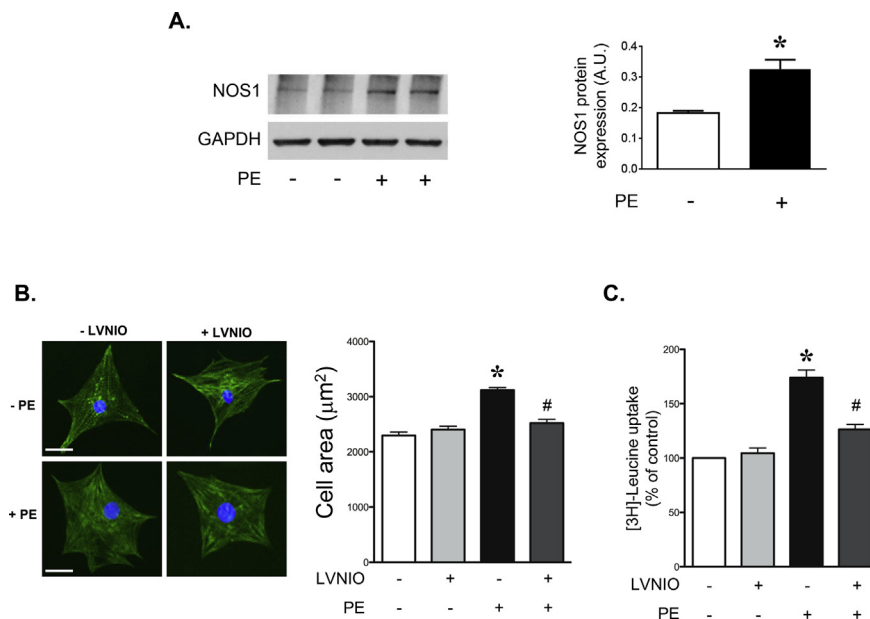 A.
NOS1
GAPDH
PE - - + +
NOS1 protein
expression (A.U.)
0.4
0.3
0.2
0.1
0.0
*
PE - +
B.
- LVNIO + LVNIO
- PE
+ PE
Cell area (μm²)
4000
3000
2000
1000
0
*
#
LVNIO - + - +
PE - - + +
C.
[3H]-Leucine uptake
(% of control)
200
150
100
50
0
*
#
LVNIO - + - +
PE - - + +